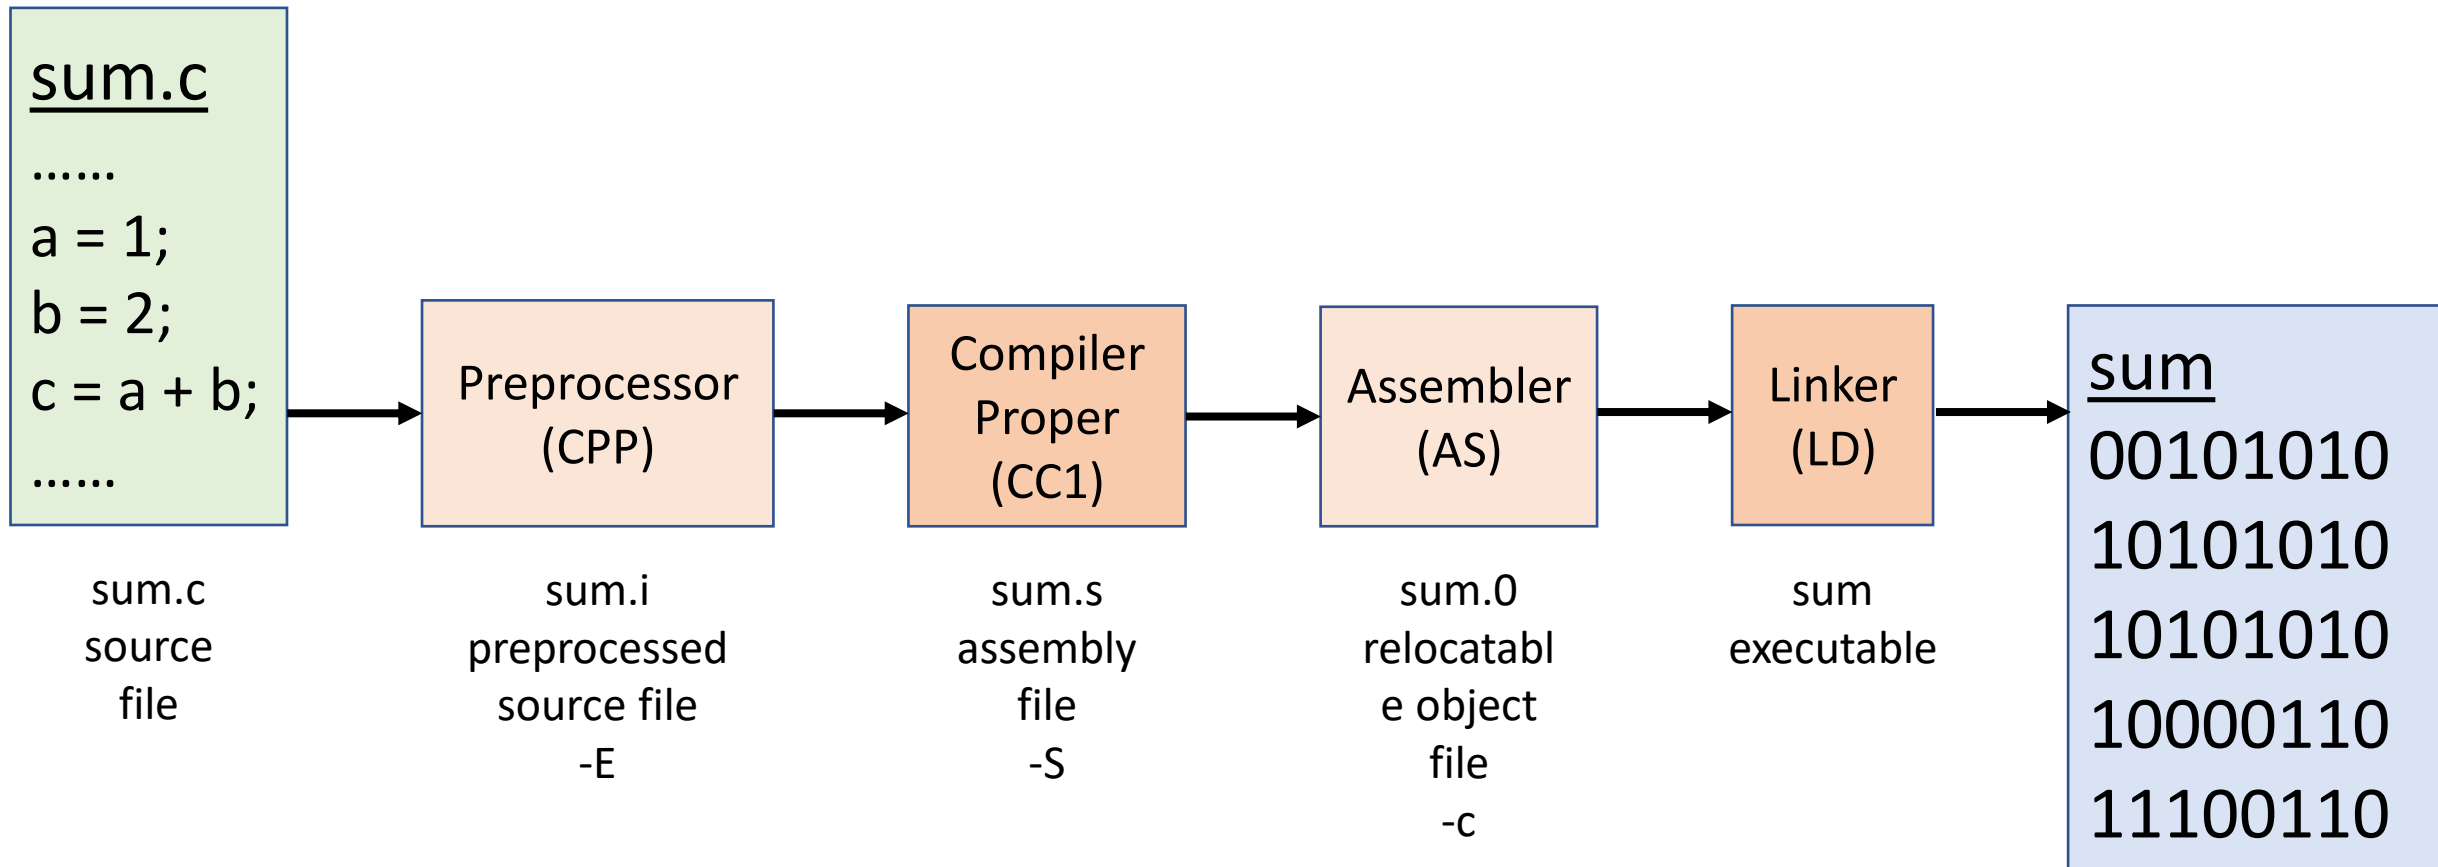 sum.c
......
a = 1;
b = 2;
c = a + b;
......
Preprocessor
(CPP)
Compiler
Proper
(CC1)
Assembler
(AS)
Linker
(LD)
sum
00101010
10101010
10101010
10000110
11100110
sum.c
source
file
sum.i
preprocessed
source file
-E
sum.s
assembly
file
-S
sum.0
relocatabl
e object
file
-c
sum
executable